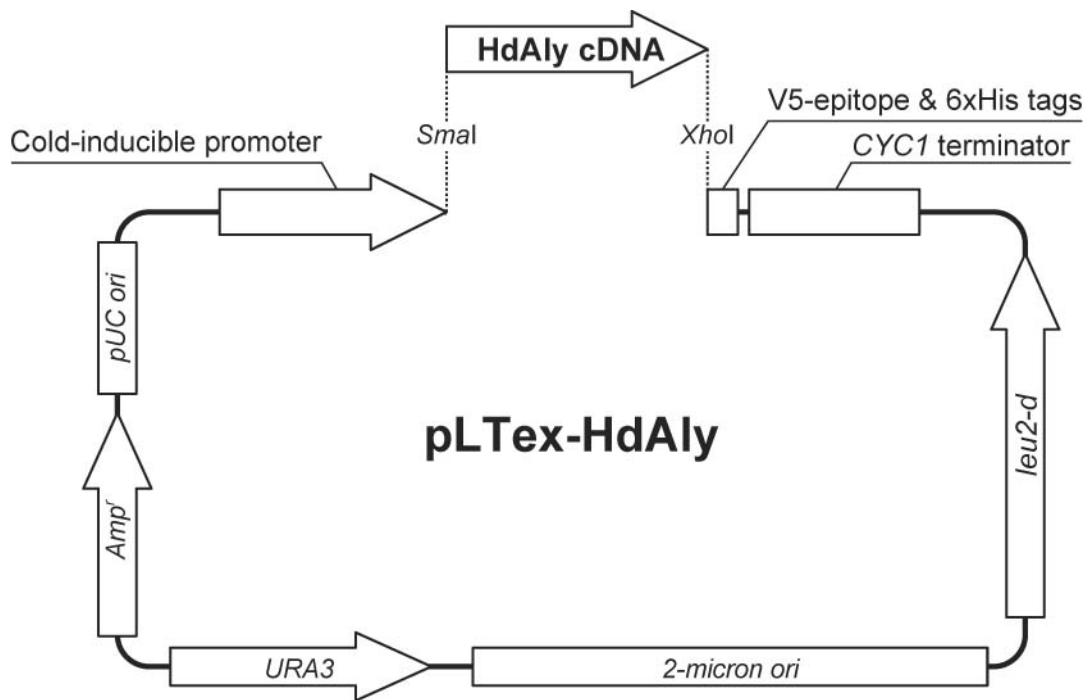 HdAly cDNA
V5-epitope & 6xHis tags
SmaI
XhoI
Cold-inducible promoter
CYC1 terminator
pUC ori
leu2-d
pLTex-HdAly
Ampʳ
URA3
2-micron ori